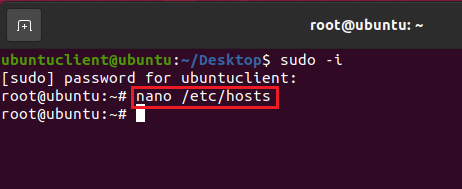 root@ubuntu: ~
ubuntuclient@ubuntu:~/Desktop$ sudo -i
[sudo] password for ubuntuclient:
root@ubuntu:~# nano /etc/hosts
root@ubuntu:~#